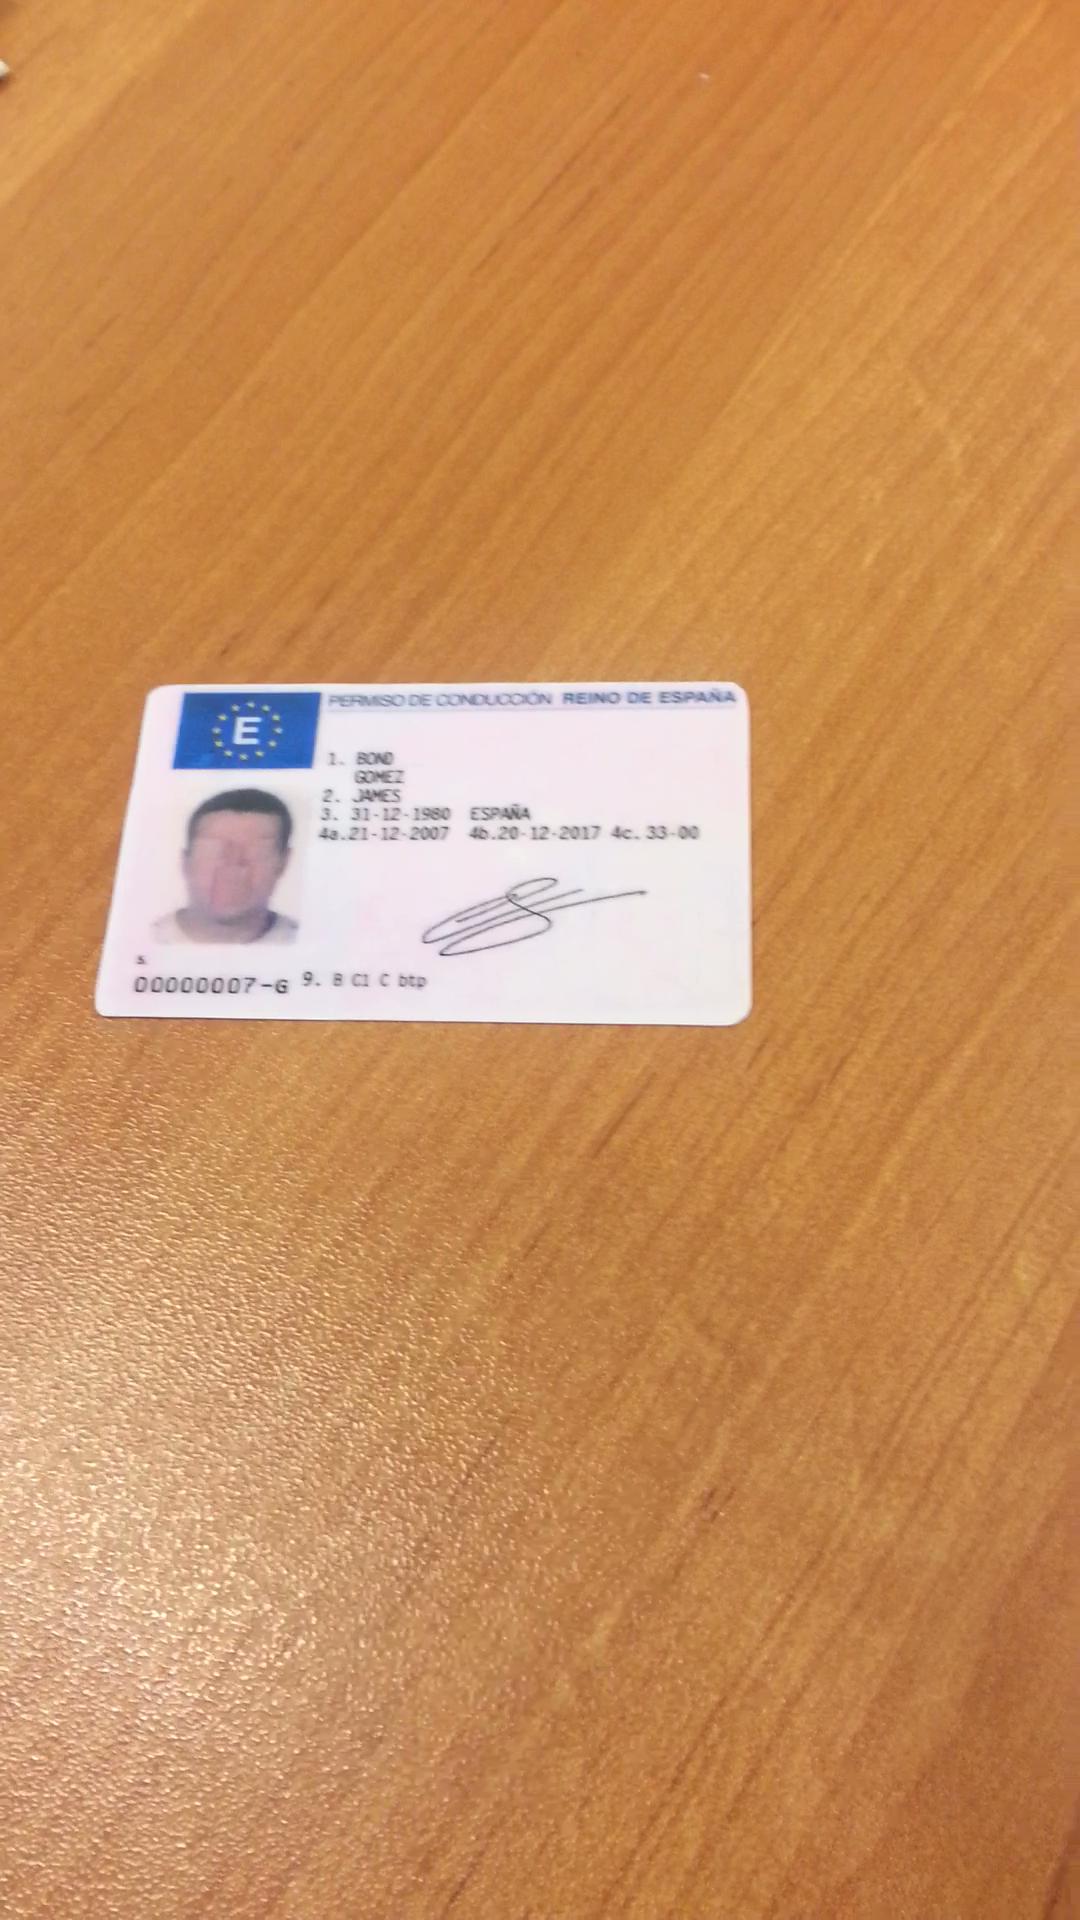 E
PERMISO DE CONDUCCIÓN REINO DE ESPAÑA
1. BOND
GOMEZ
2. JAMES
3. 31-12-1980 ESPAÑA
4a.21-12-2007 4b.20-12-2017 4c. 33-00
5.
00000007-G 9. B C1 C btp